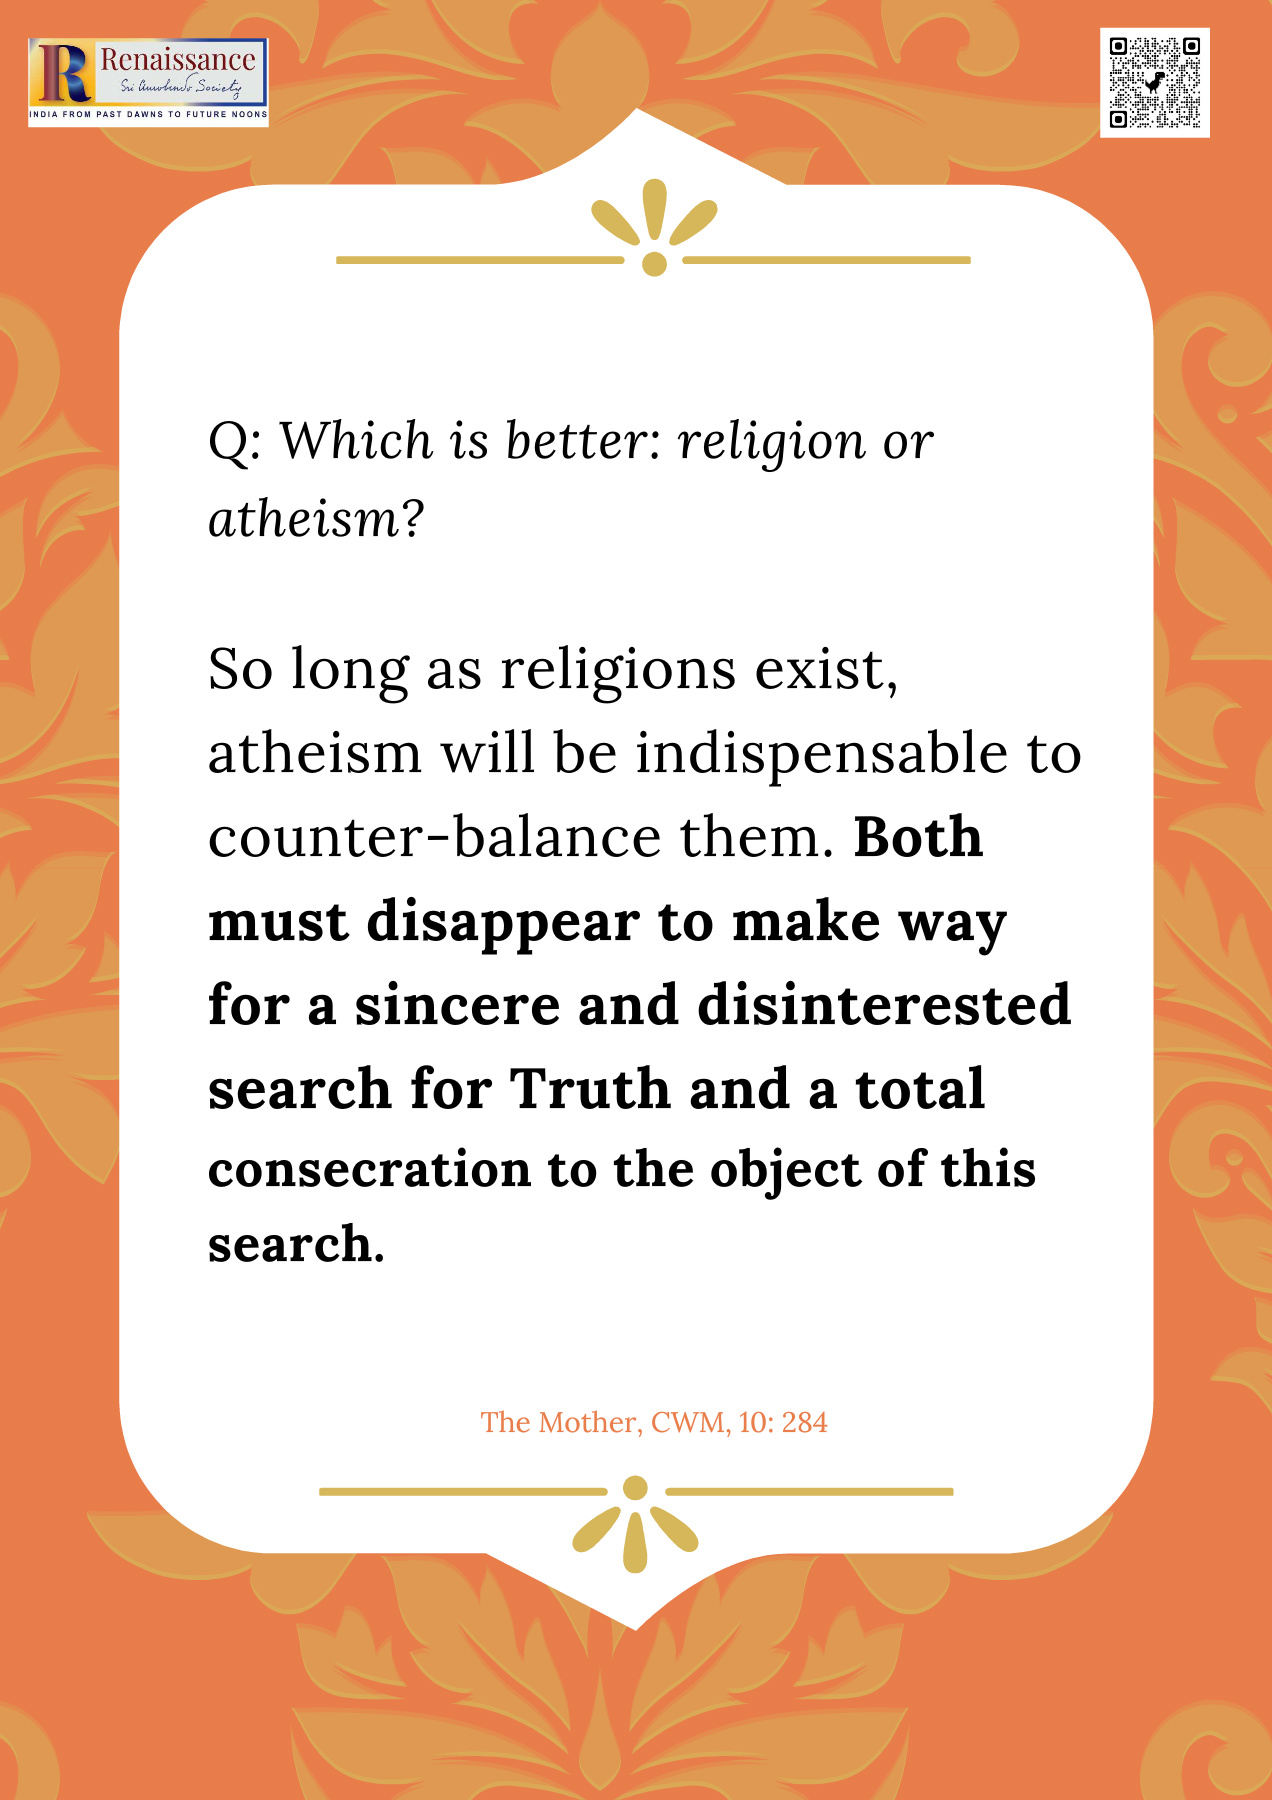 Renaissance
Sri Aurobindo Society
INDIA FROM PAST DAWNS TO FUTURE NOONS
Q: Which is better: religion or
atheism?
So long as religions exist,
atheism will be indispensable to
counter-balance them. Both
must disappear to make way
for a sincere and disinterested
search for Truth and a total
consecration to the object of this
search.
The Mother, CWM, 10: 284